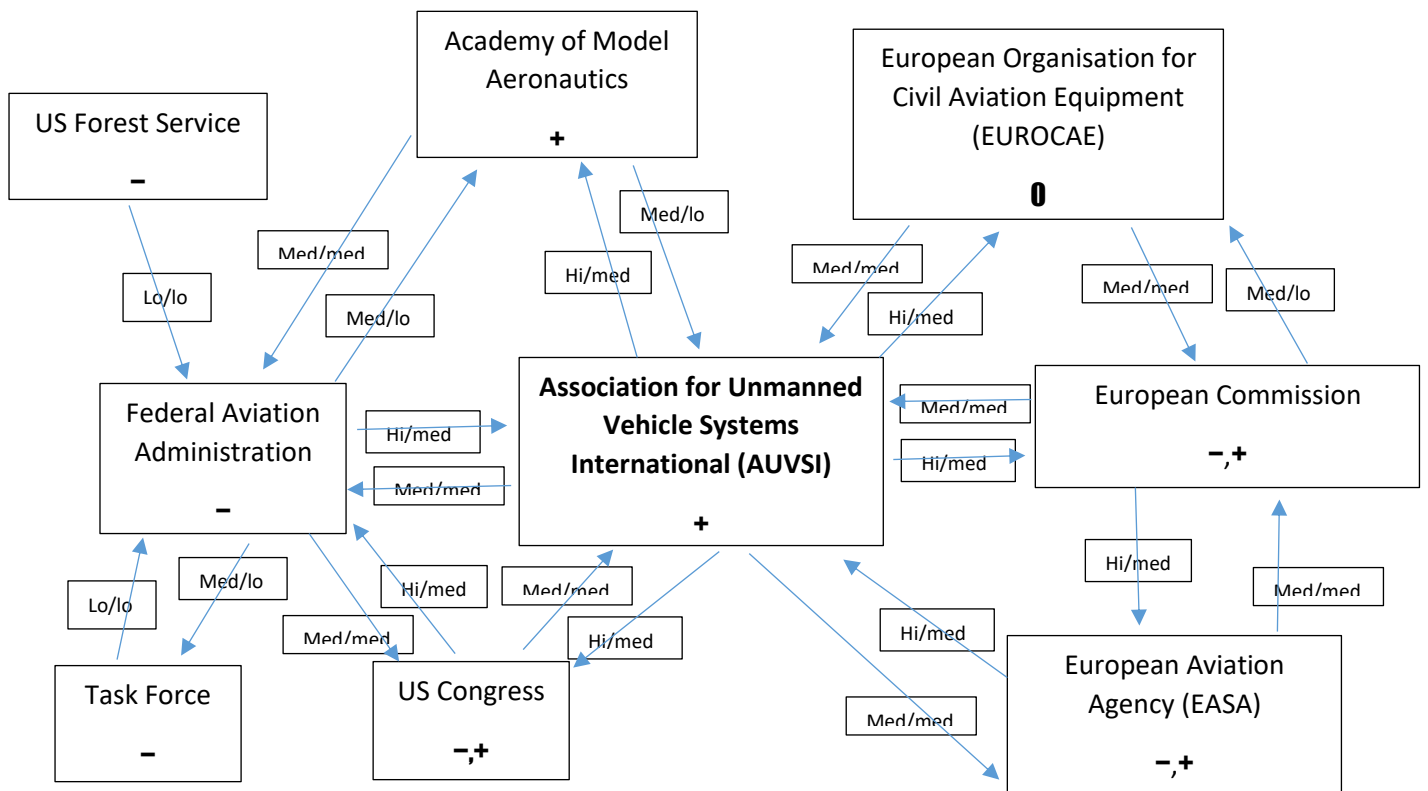 Academy of Model
Aeronautics
+
European Organisation for
Civil Aviation Equipment
(EUROCAE)
0
US Forest Service
–
Med/lo
Med/med
Hi/med
Med/med
Med/med
Med/lo
Lo/lo
Med/lo
Hi/med
Association for Unmanned
Vehicle Systems
International (AUVSI)
+
European Commission
–,+
Federal Aviation
Administration
–
Med/med
Hi/med
Hi/med
Med/med
Hi/med
Med/lo
Hi/med
Med/med
Med/med
Lo/lo
Med/med
Hi/med
Hi/med
European Aviation
Agency (EASA)
–,+
Task Force
–
US Congress
–,+
Med/med